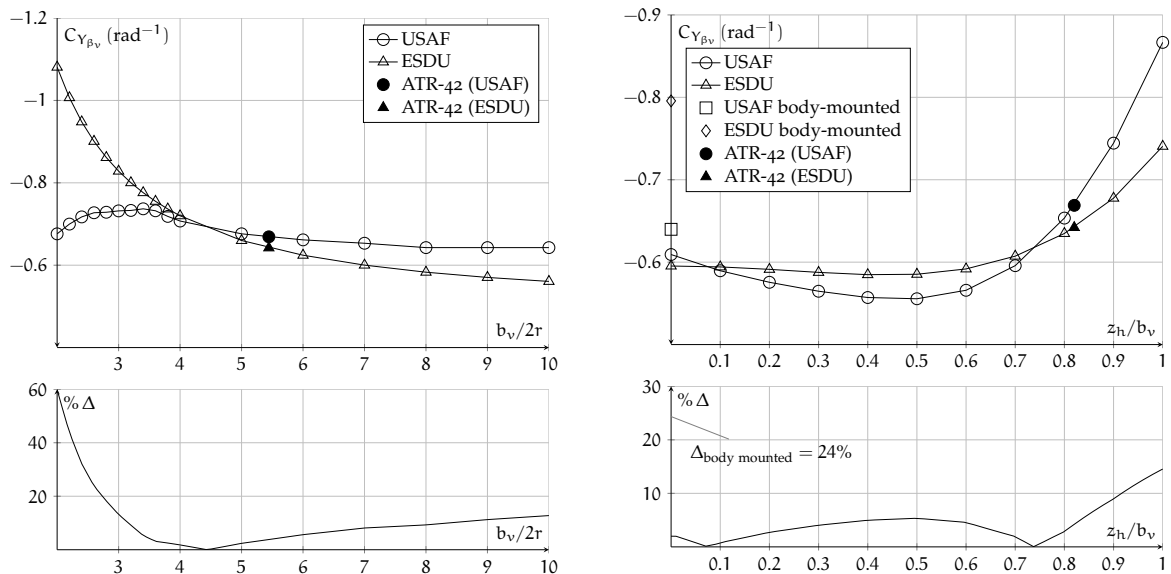 −1.2
−1
−0.8
−0.6
C_{Y_{β_v}} (rad^{−1})
USAF
ESDU
ATR-42 (USAF)
ATR-42 (ESDU)
b_v/2r
3 4 5 6 7 8 9 10
60
40
20
% Δ
b_v/2r
3 4 5 6 7 8 9 10
−0.9
−0.8
−0.7
−0.6
C_{Y_{β_v}} (rad^{−1})
USAF
ESDU
USAF body-mounted
ESDU body-mounted
ATR-42 (USAF)
ATR-42 (ESDU)
z_h/b_v
0.1 0.2 0.3 0.4 0.5 0.6 0.7 0.8 0.9 1
30
20
10
% Δ
Δ_{body mounted} = 24%
z_h/b_v
0.1 0.2 0.3 0.4 0.5 0.6 0.7 0.8 0.9 1